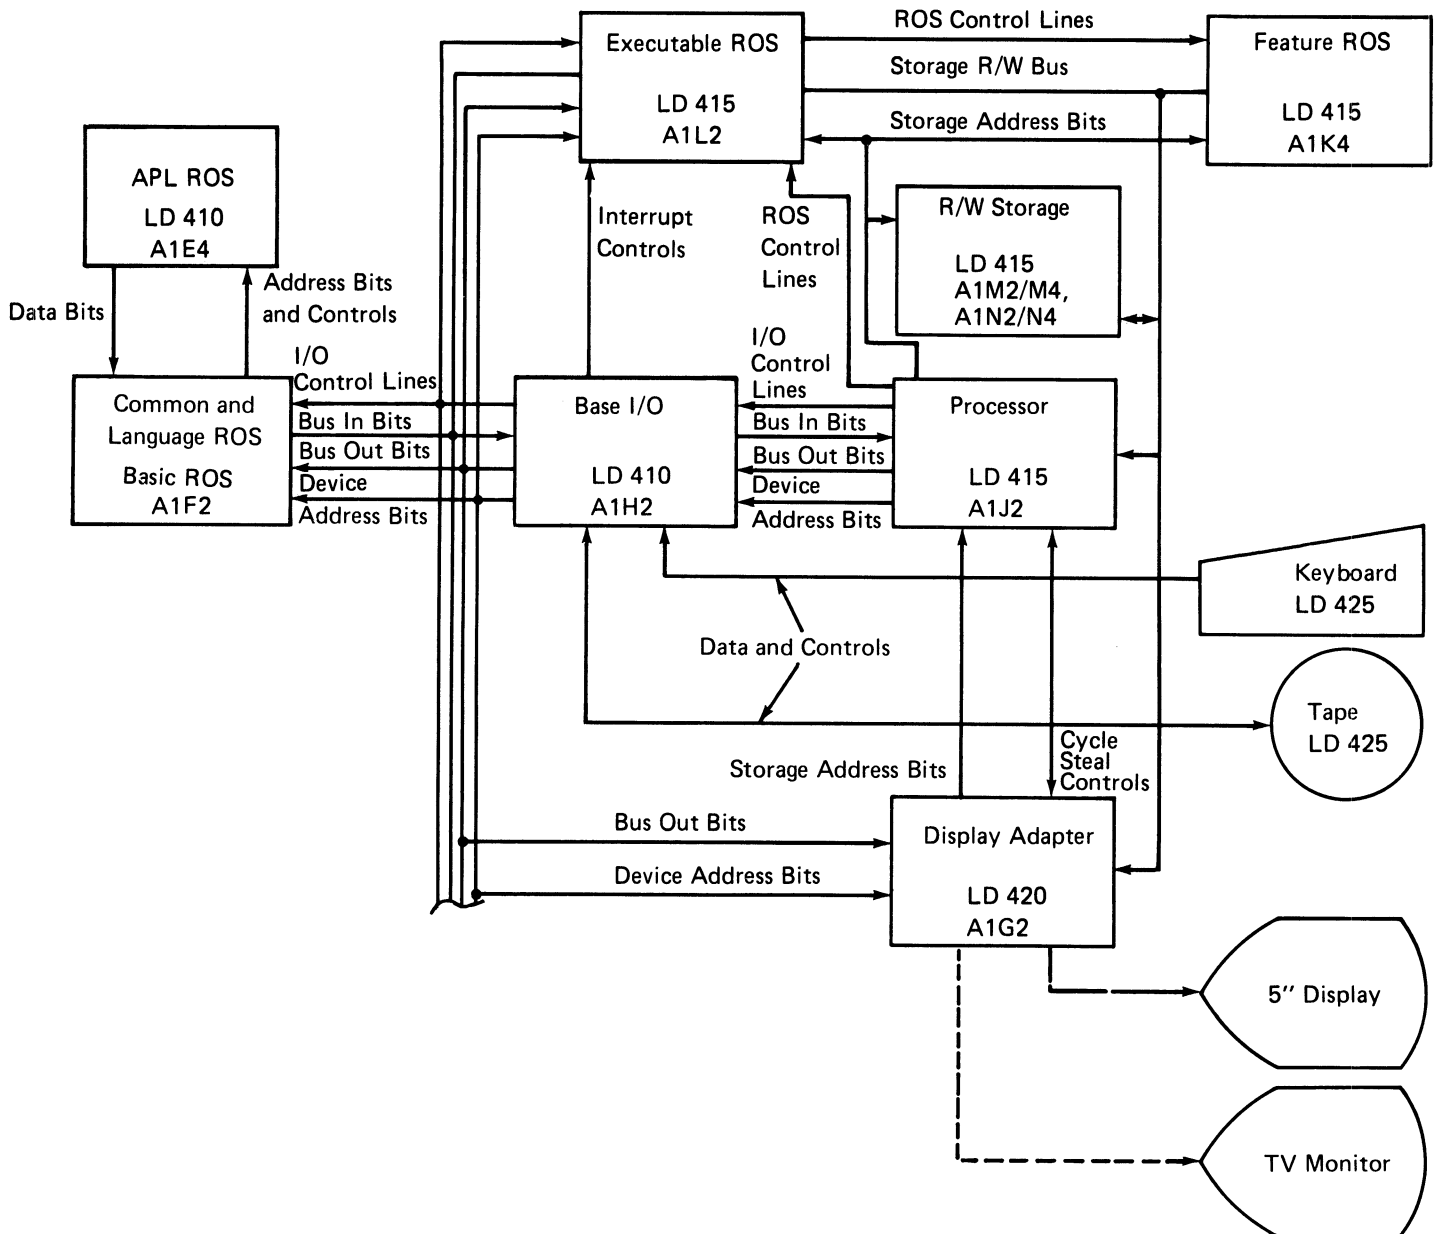 Executable ROS
LD 415
A1L2
ROS Control Lines
Storage R/W Bus
Storage Address Bits
Feature ROS
LD 415
A1K4
APL ROS
LD 410
A1E4
Interrupt
Controls
ROS
Control
Lines
R/W Storage
LD 415
A1M2/M4,
A1N2/N4
Data Bits
Address Bits
and Controls
I/O
Control Lines
Bus In Bits
Bus Out Bits
Device
Address Bits
Common and
Language ROS
Basic ROS
A1F2
Base I/O
LD 410
A1H2
I/O
Control
Lines
Bus In Bits
Bus Out Bits
Device
Address Bits
Processor
LD 415
A1J2
Keyboard
LD 425
Data and Controls
Tape
LD 425
Storage Address Bits
Cycle
Steal
Controls
Bus Out Bits
Device Address Bits
Display Adapter
LD 420
A1G2
5" Display
TV Monitor